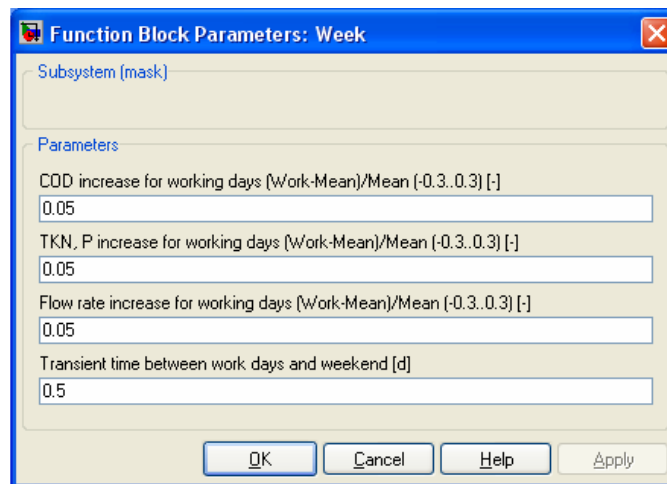 Function Block Parameters: Week
Subsystem (mask)
Parameters
COD increase for working days (Work-Mean)/Mean (-0.3..0.3) [-]
0.05
TKN, P increase for working days (Work-Mean)/Mean (-0.3..0.3) [-]
0.05
Flow rate increase for working days (Work-Mean)/Mean (-0.3..0.3) [-]
0.05
Transient time between work days and weekend [d]
0.5
OK Cancel Help Apply